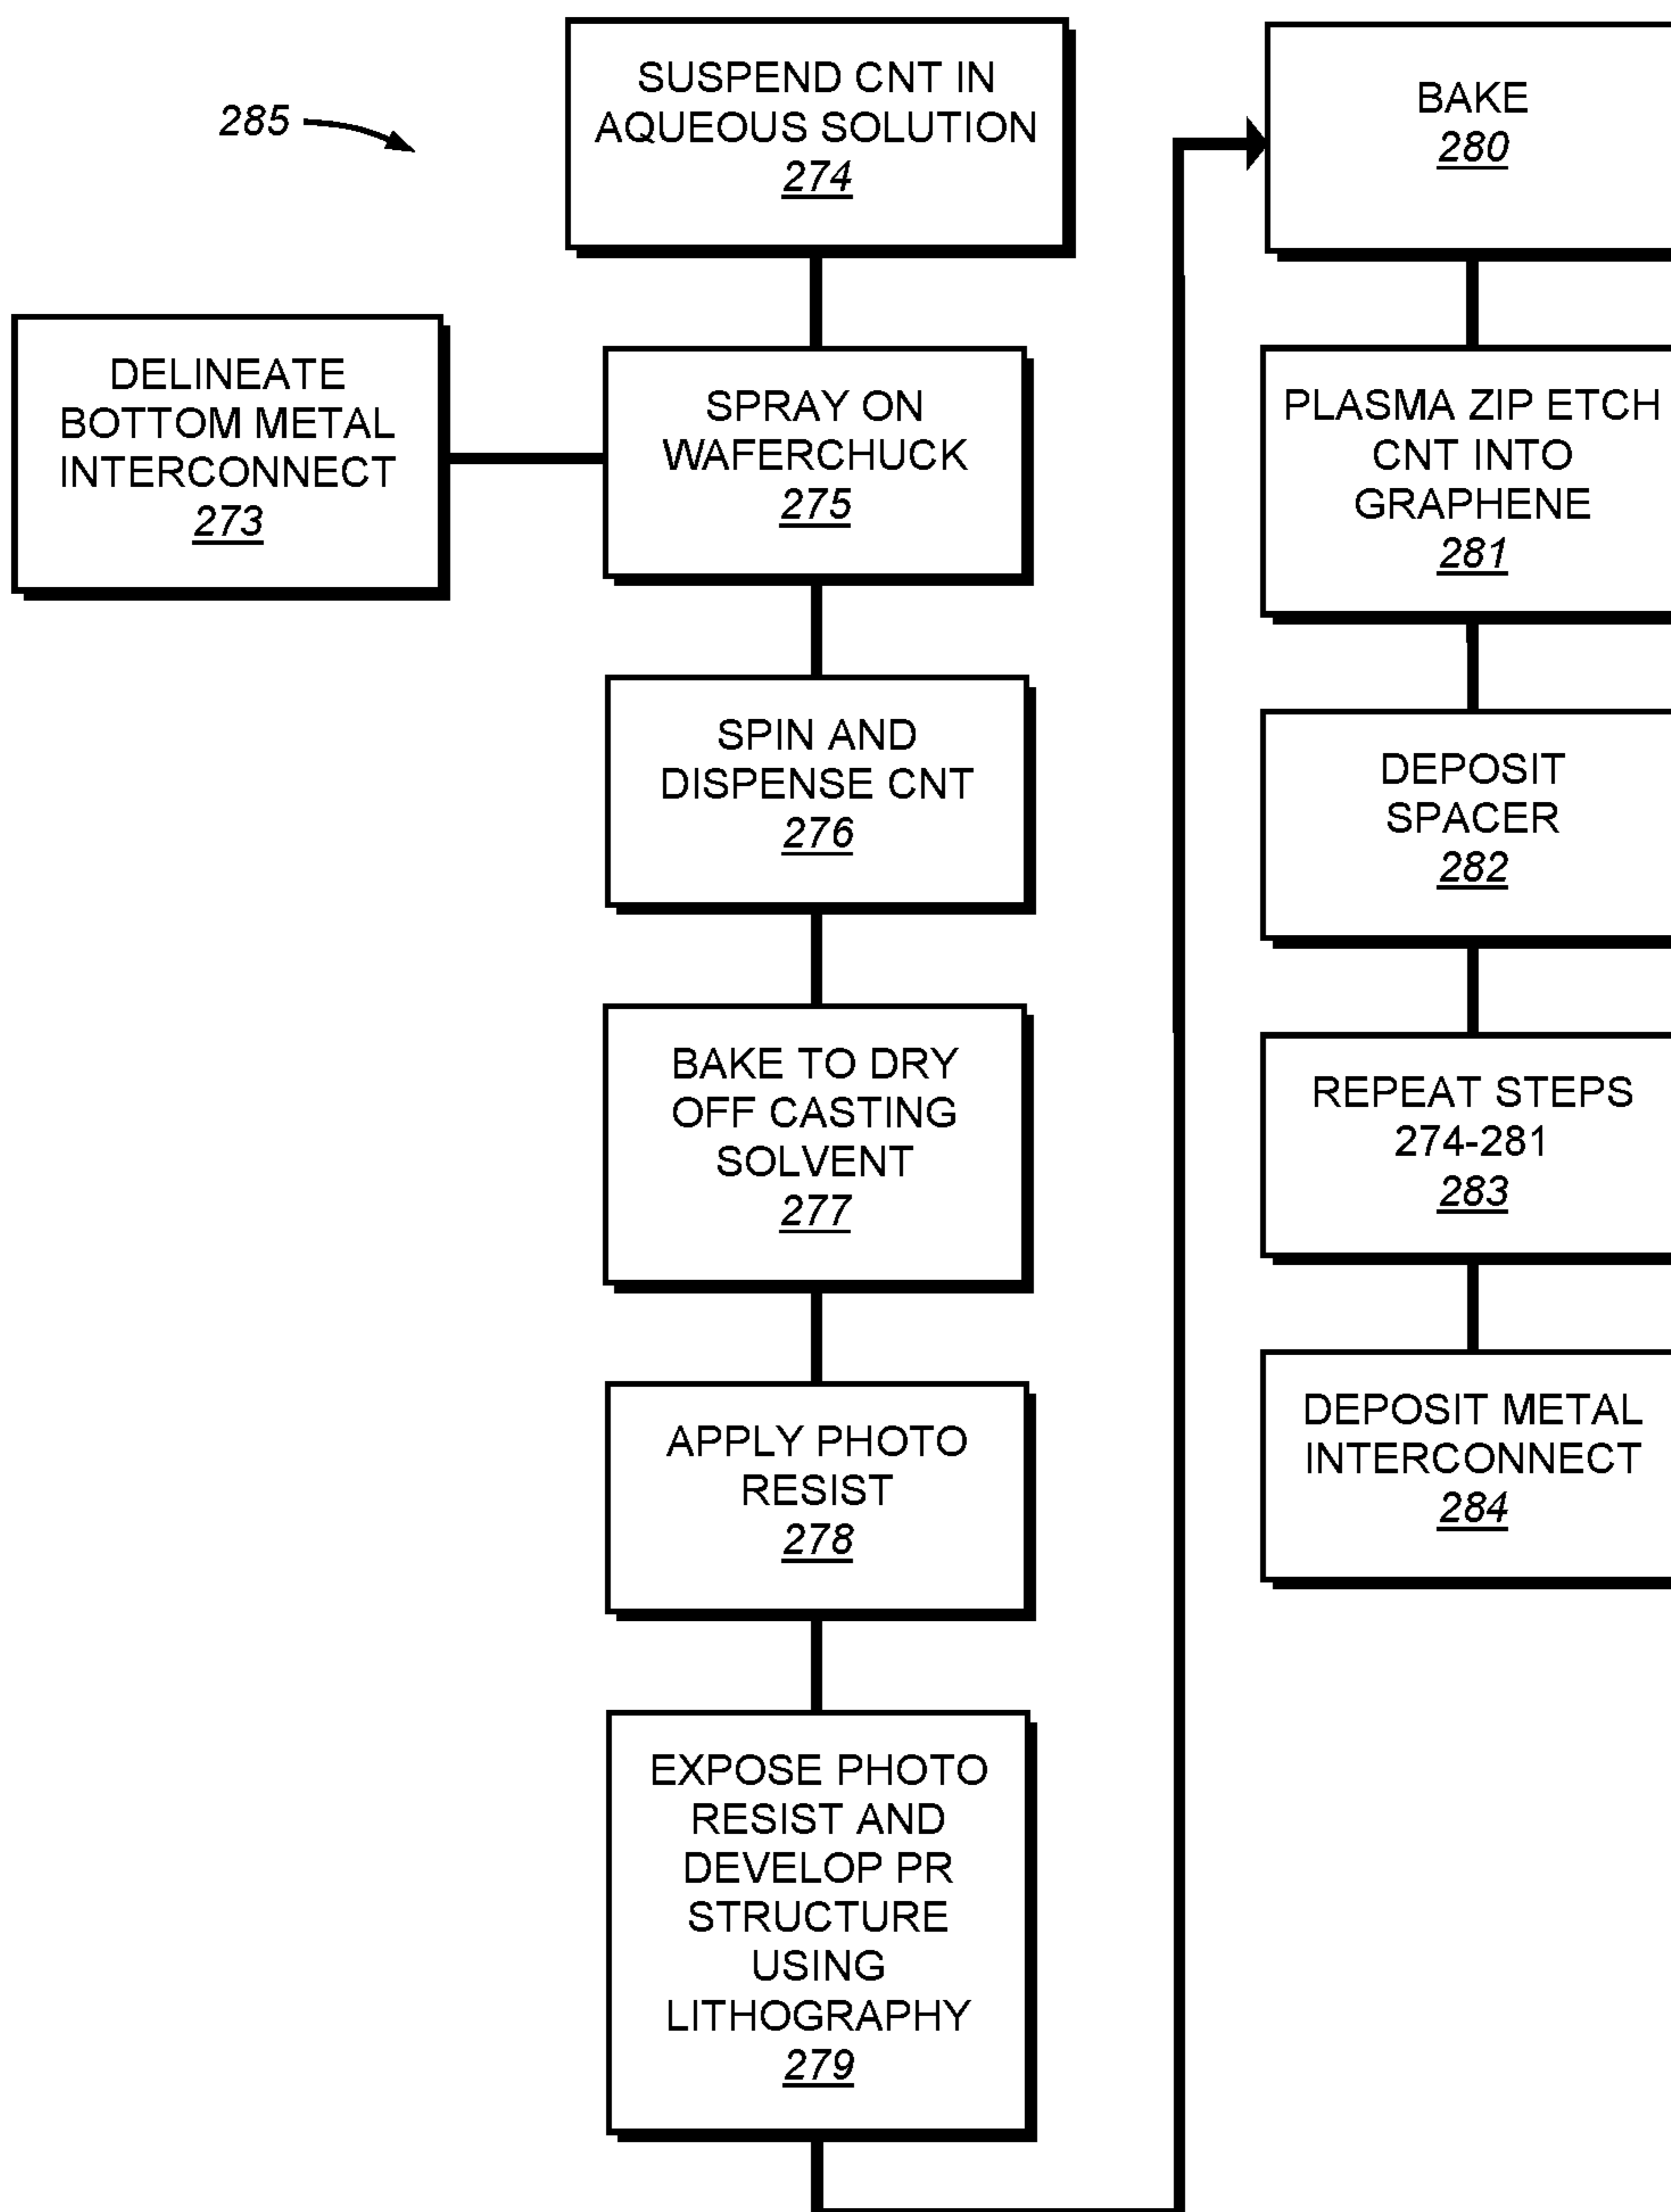 285
SUSPEND CNT IN
AQUEOUS SOLUTION
274
DELINEATE
BOTTOM METAL
INTERCONNECT
273
SPRAY ON
WAFERCHUCK
275
SPIN AND
DISPENSE CNT
276
BAKE TO DRY
OFF CASTING
SOLVENT
277
APPLY PHOTO
RESIST
278
EXPOSE PHOTO
RESIST AND
DEVELOP PR
STRUCTURE
USING
LITHOGRAPHY
279
BAKE
280
PLASMA ZIP ETCH
CNT INTO
GRAPHENE
281
DEPOSIT
SPACER
282
REPEAT STEPS
274-281
283
DEPOSIT METAL
INTERCONNECT
284